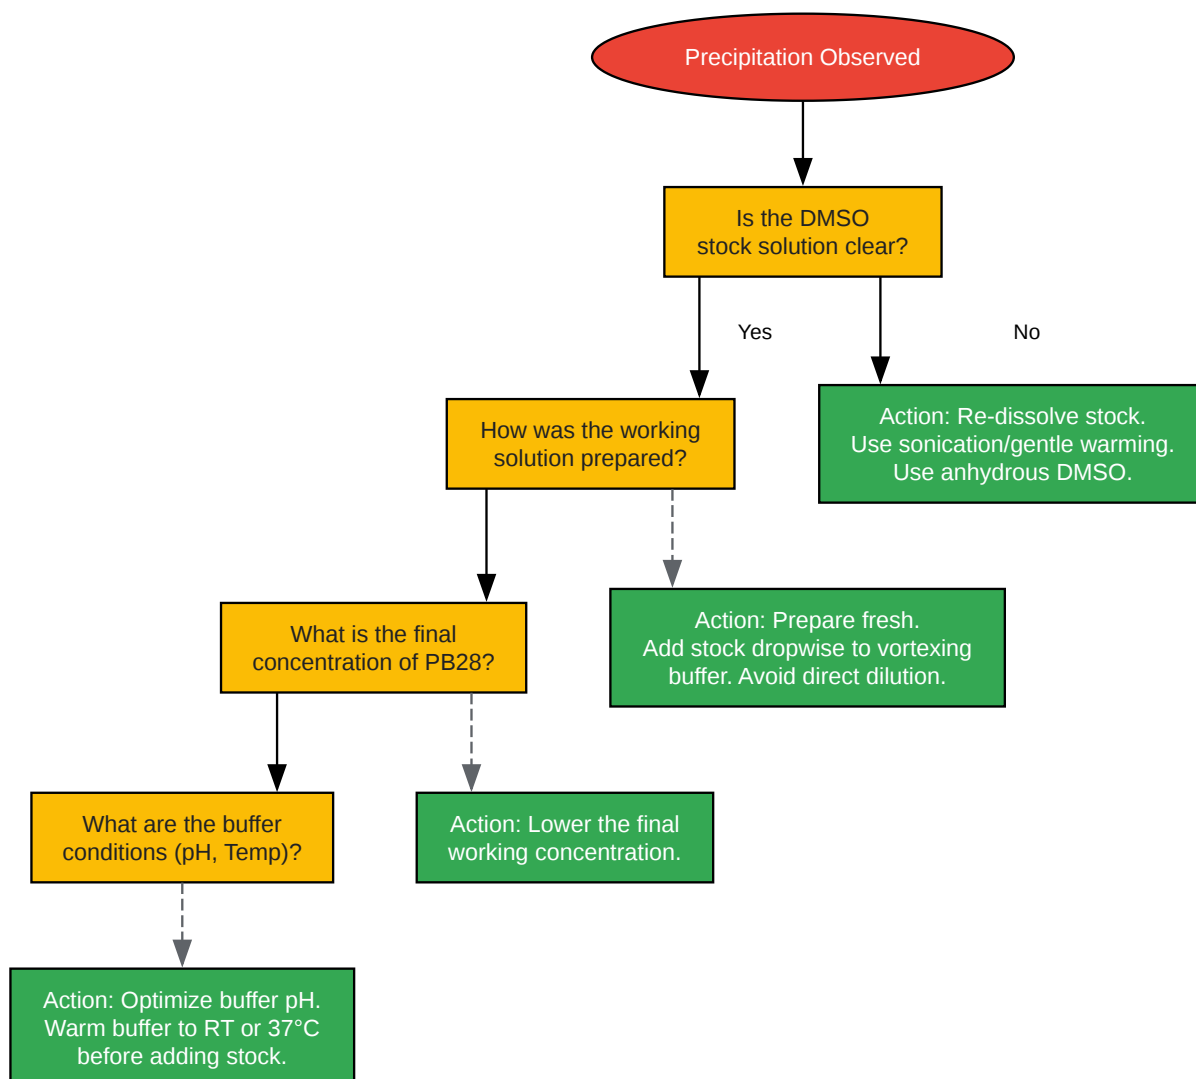 Precipitation Observed
Is the DMSO
stock solution clear?
Yes
No
How was the working
solution prepared?
Action: Re-dissolve stock.
Use sonication/gentle warming.
Use anhydrous DMSO.
What is the final
concentration of PB28?
Action: Prepare fresh.
Add stock dropwise to vortexing
buffer. Avoid direct dilution.
What are the buffer
conditions (pH, Temp)?
Action: Lower the final
working concentration.
Action: Optimize buffer pH.
Warm buffer to RT or 37°C
before adding stock.